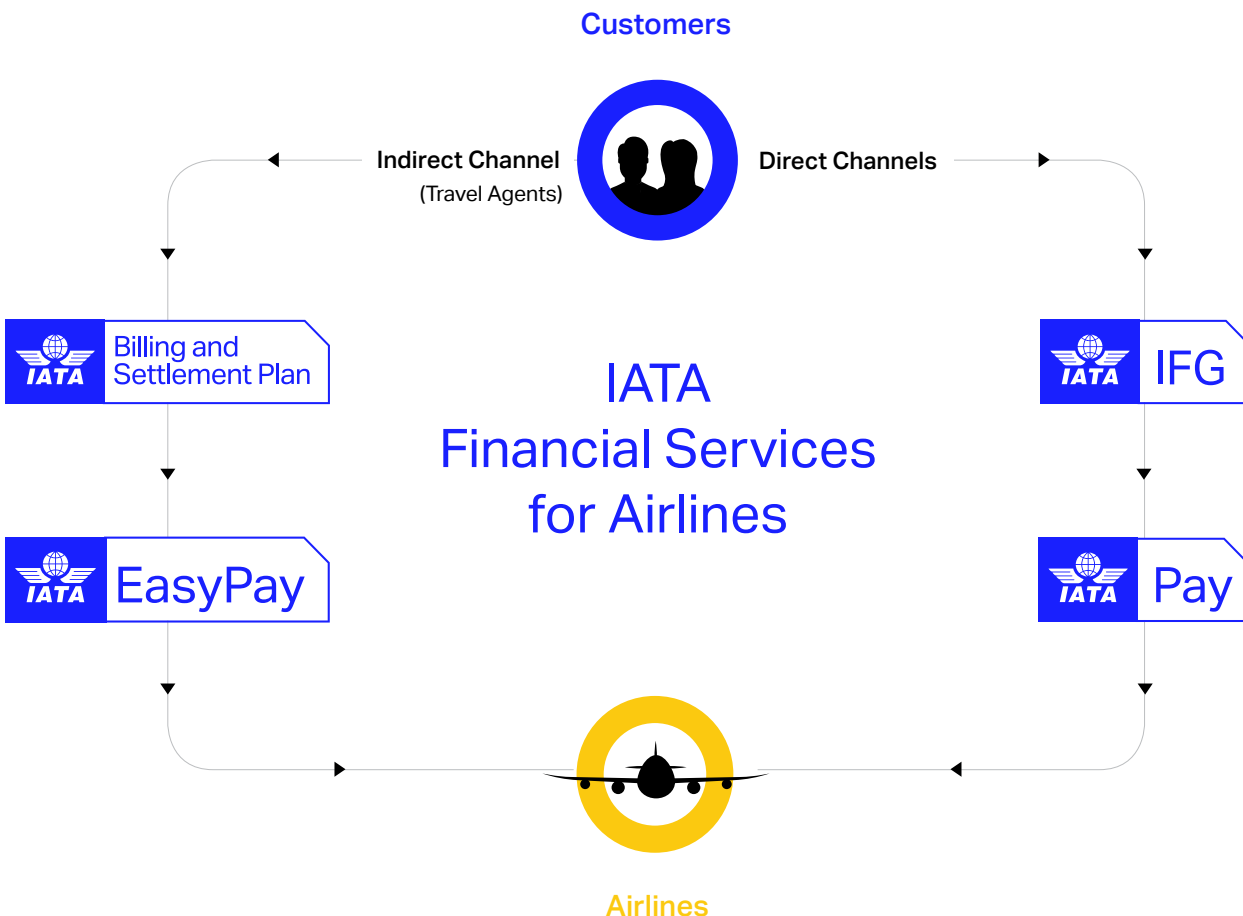 Customers
Indirect Channel
(Travel Agents)
Direct Channels
IATA
Billing and
Settlement Plan
IATA
IFG
IATA
Financial Services
for Airlines
IATA
EasyPay
IATA
Pay
Airlines